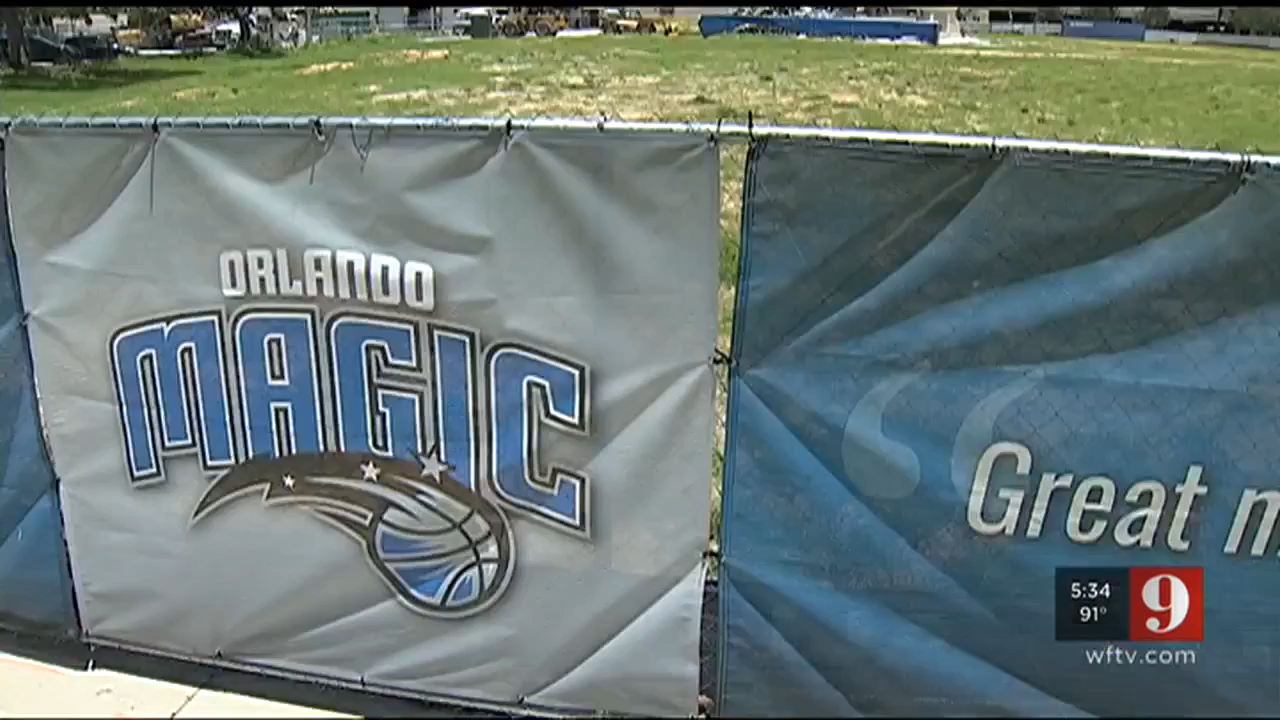 ORLANDO
MAGIC
“
Great
5:34
91°
9
wftv.com